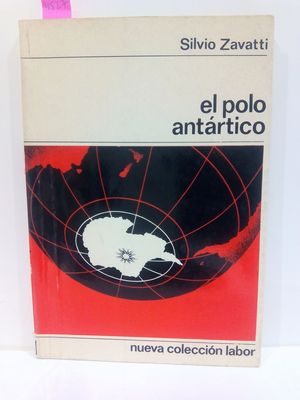 Silvio Zavatti
el polo
antártico
nueva colección labor